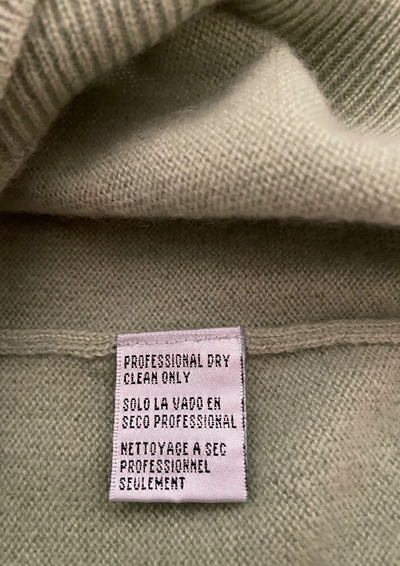 PROFESSIONAL DRY
CLEAN ONLY
SOLO LA VADO EN
SECO PROFESSIONAL
NETTOYAGE A SEC
PROFESSIONNEL
SEULEMENT